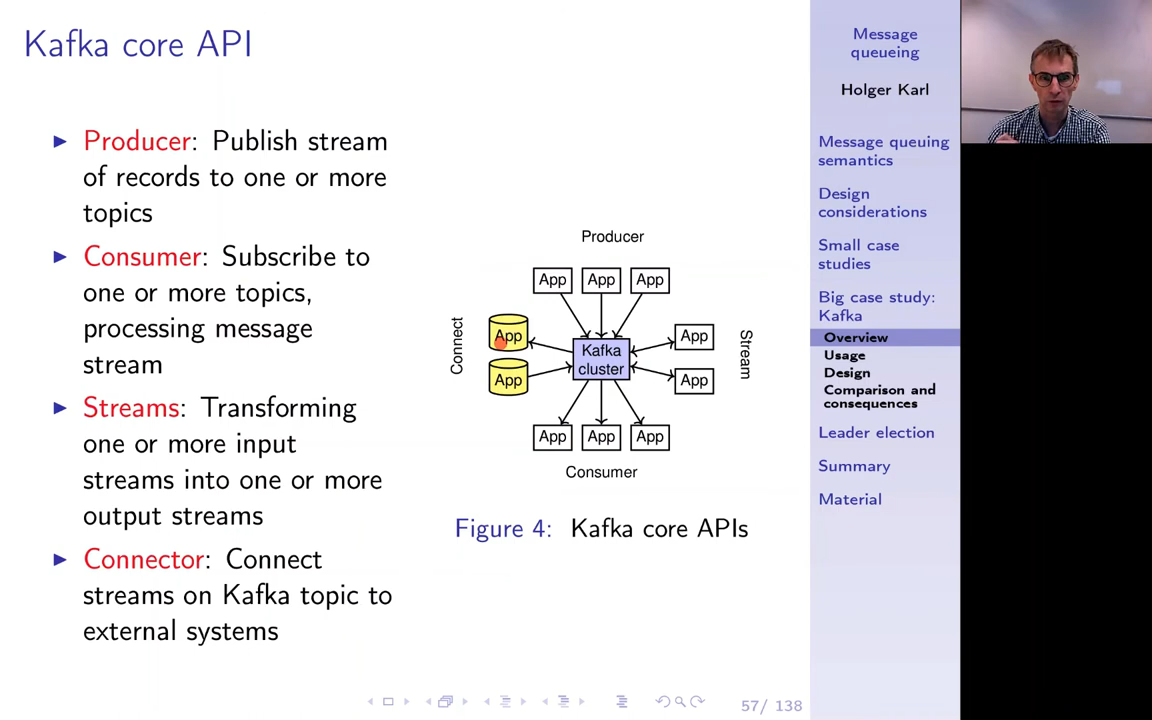 Kafka core API
Producer: Publish stream
of records to one or more
topics
Consumer: Subscribe to
one or more topics,
processing message
stream
Streams: Transforming
one or more input
streams into one or more
output streams
Connector: Connect
streams on Kafka topic to
external systems
Producer
App App App
Connect
App
App
Kafka
cluster
App
App
Stream
App App App
Consumer
Figure 4: Kafka core APIs
Message
queueing
Holger Karl
Message queuing
semantics
Design
considerations
Small case
studies
Big case study:
Kafka
Overview
Usage
Design
Comparison and
consequences
Leader election
Summary
Material
57/ 138